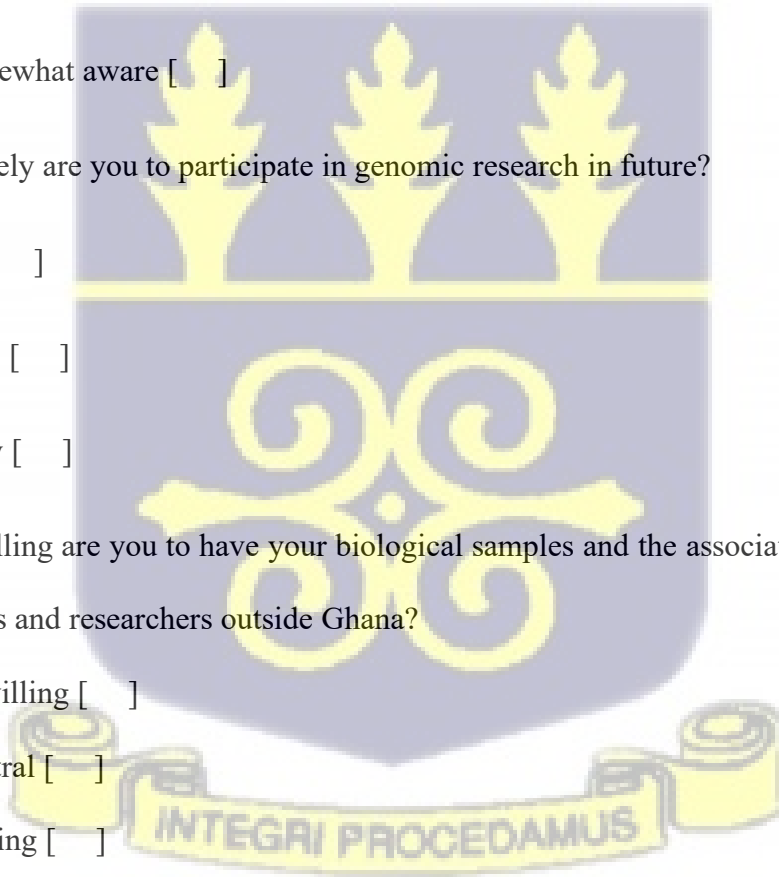 ewhat aware [ ]
ely are you to participate in genomic research in future?
]
[ ]
[ ]
lling are you to have your biological samples and the associat
s and researchers outside Ghana?
illing [ ]
tral [ ]
ing [ ]
INTEGRI PROCEDAMUS